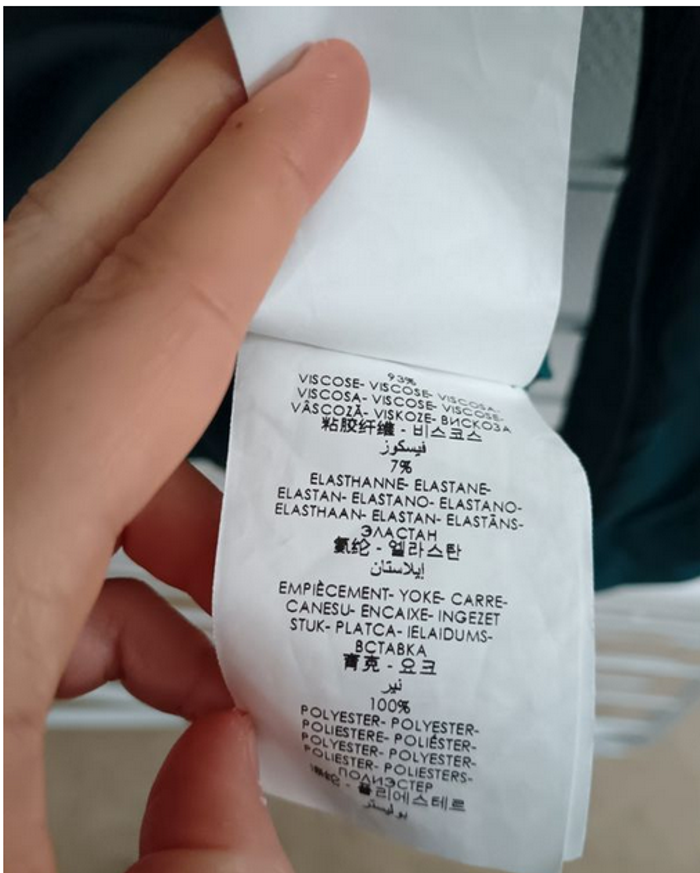 93%
VISCOSE- VISCOSE- VISCOSA-
VISCOSA- VISCOSE- VISCOSE-
VÂSCOZĂ- VISKOZE- ВИСКОЗА
粘胶纤维 - 비스코스
فيسكوز
7%
ELASTHANNE- ELASTANE-
ELASTAN- ELASTANO- ELASTANO-
ELASTHAAN- ELASTAN- ELASTĀNS-
ЭЛАСТАН
氨纶 - 엘라스탄
إيلاستان
EMPIÈCEMENT- YOKE- CARRE-
CANESU- ENCAIXE- INGEZET
STUK- PLATCA- IELAIDUMS-
ВСТАВКА
育克 - 요크
نير
100%
POLYESTER- POLYESTER-
POLIESTERE- POLIÉSTER-
POLYESTER- POLYESTER-
POLIESTER- POLIESTERS-
ПОЛИЭСТЕР
- 폴리에스테르
بوليستر